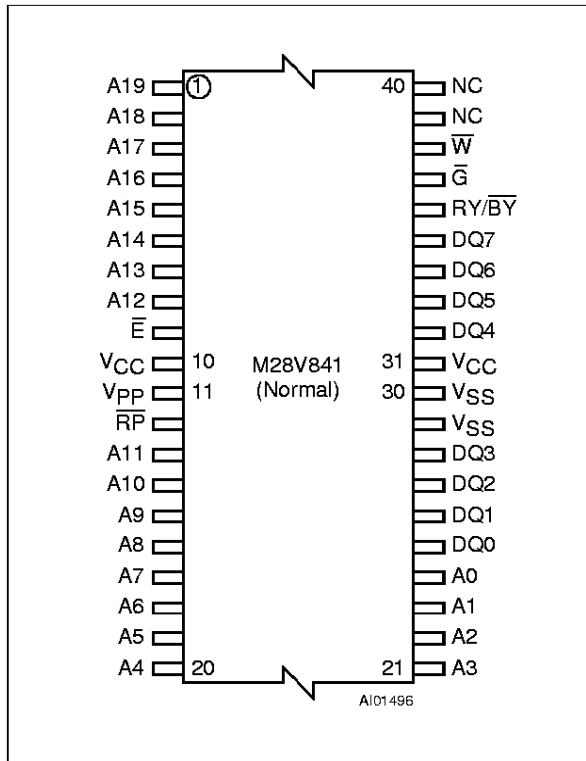 A19 1 40 NC
A18 NC
A17 W̅
A16 G̅
A15 RY/B̅Y̅
A14 DQ7
A13 DQ6
A12 DQ5
E̅ DQ4
VCC 10 M28V841 31 VCC
VPP 11 (Normal) 30 VSS
R̅P̅ VSS
A11 DQ3
A10 DQ2
A9 DQ1
A8 DQ0
A7 A0
A6 A1
A5 A2
A4 20 21 A3
AI01496